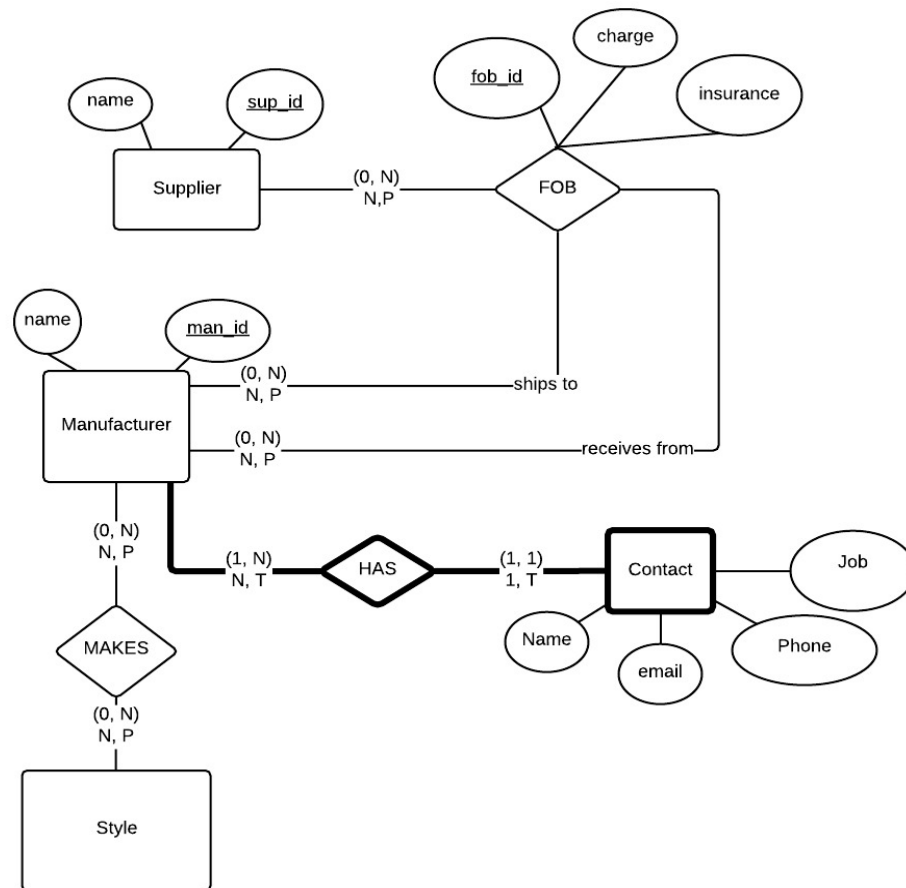 charge
fob_id
insurance
name
sup_id
Supplier
(0, N)
N,P
FOB
name
man_id
(0, N)
N, P
ships to
Manufacturer
(0, N)
N, P
receives from
(0, N)
N, P
(1, N)
N, T
HAS
(1, 1)
1, T
Contact
Job
Name
email
Phone
MAKES
(0, N)
N, P
Style